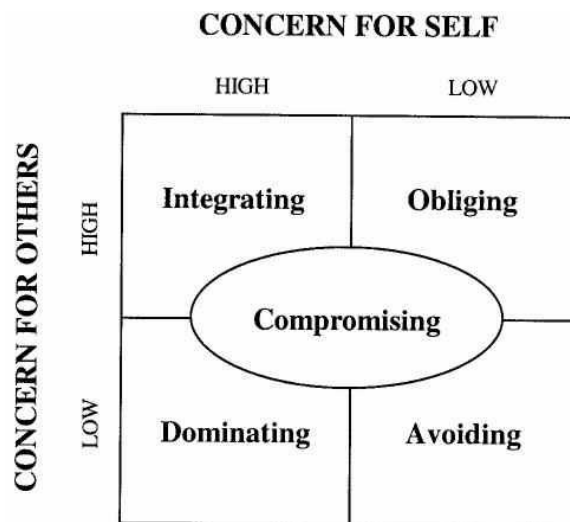 CONCERN FOR SELF
HIGH LOW
CONCERN FOR OTHERS
HIGH
LOW
Integrating Obliging
Compromising
Dominating Avoiding